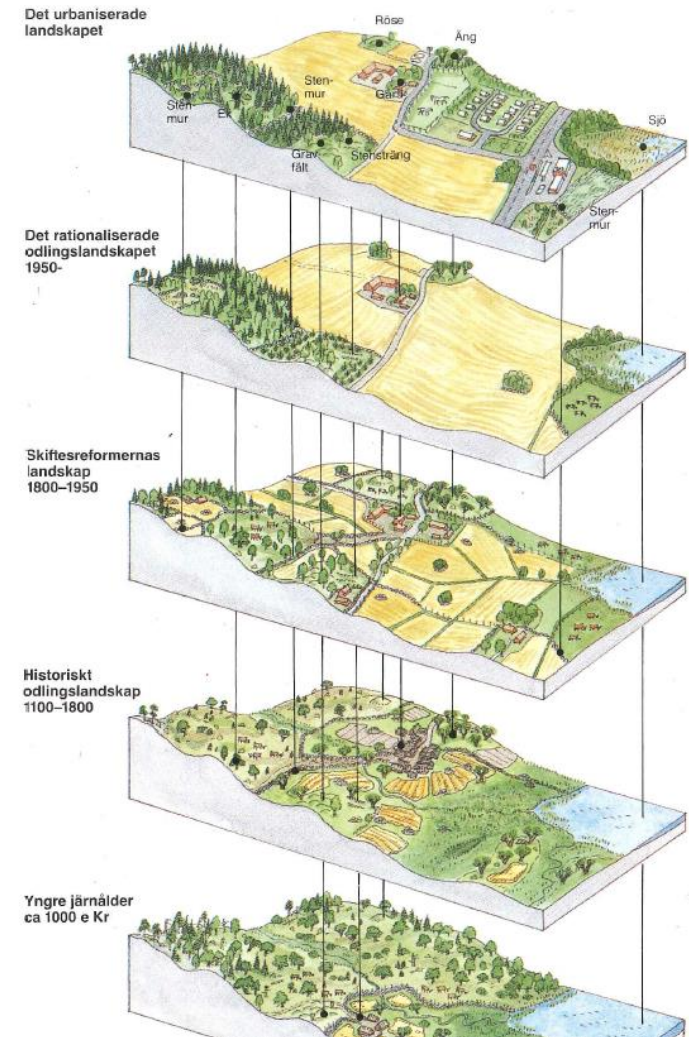 Det urbaniserade
landskapet
Röse
Äng
Sten-
mur
Ek
Sten-
mur
Gård
Grav
fält
Stensträng
Sjö
Sten-
mur
Det rationaliserade
odlingslandskapet
1950-
Skiftesreformernas
landskap
1800–1950
Historiskt
odlingslandskap
1100–1800
Yngre järnålder
ca 1000 e Kr